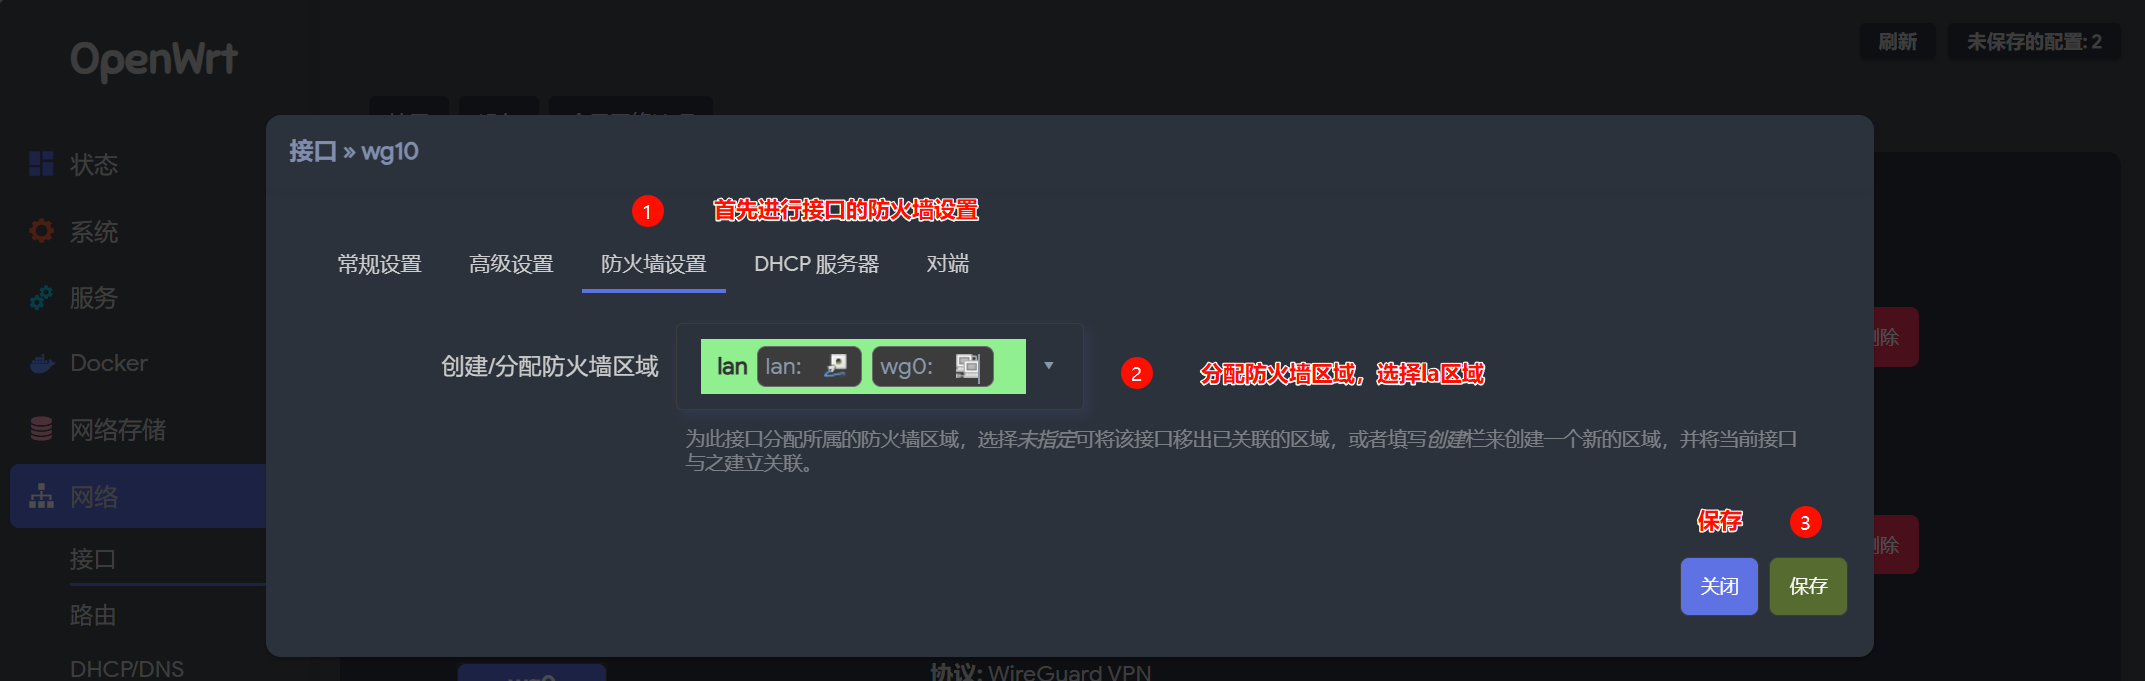 OpenWrt
刷新
未保存的配置: 2
接口 » wg10
状态
系统
服务
Docker
网络存储
网络
接口
路由
DHCP/DNS
1 首先进行接口的防火墙设置
常规设置 高级设置 防火墙设置 DHCP 服务器 对端
创建/分配防火墙区域 lan lan: wg0:
2 分配防火墙区域，选择la区域
为此接口分配所属的防火墙区域，选择未指定可将该接口移出已关联的区域，或者填写创建栏来创建一个新的区域，并将当前接口
与之建立关联。
保存 3
关闭 保存
wg0
协议: WireGuard VPN